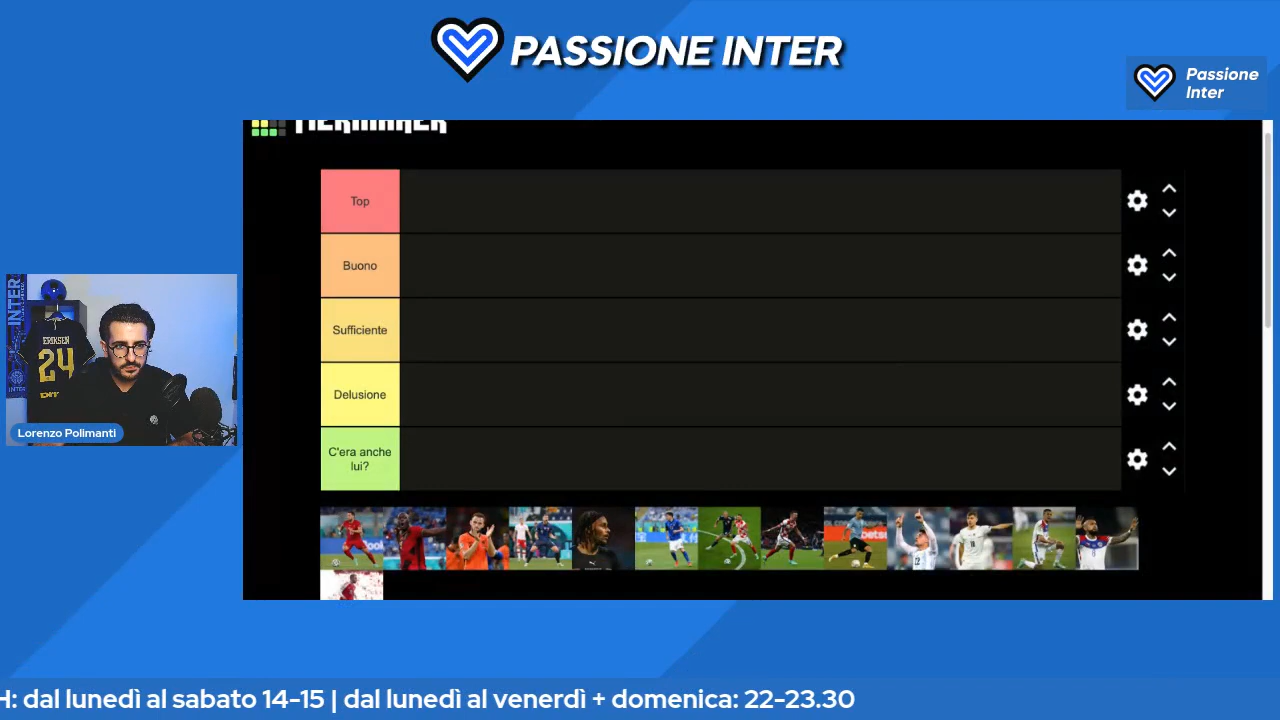 PASSIONE INTER
Passione
Inter
TIERMAKER
Top
Buono
Sufficiente
Delusione
C'era anche
lui?
INTER
ERIKSEN
24
Lorenzo Polimanti
H: dal lunedì al sabato 14-15 | dal lunedì al venerdì + domenica: 22-23.30